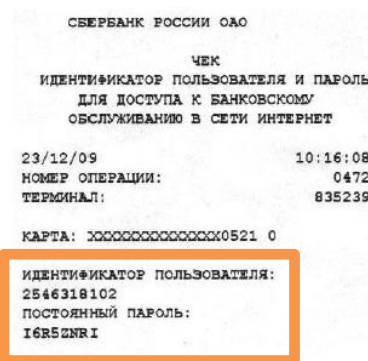 СБЕРБАНК РОССИИ ОАО
ЧЕК
ИДЕНТИФИКАТОР ПОЛЬЗОВАТЕЛЯ И ПАРОЛЬ
ДЛЯ ДОСТУПА К БАНКОВСКОМУ
ОБСЛУЖИВАНИЮ В СЕТИ ИНТЕРНЕТ
23/12/09 10:16:08
НОМЕР ОПЕРАЦИИ: 0472
ТЕРМИНАЛ: 835239
КАРТА: XXXXXXXXXXXXXX0521 0
ИДЕНТИФИКАТОР ПОЛЬЗОВАТЕЛЯ:
2546318102
ПОСТОЯННЫЙ ПАРОЛЬ:
I6R5ZNRI